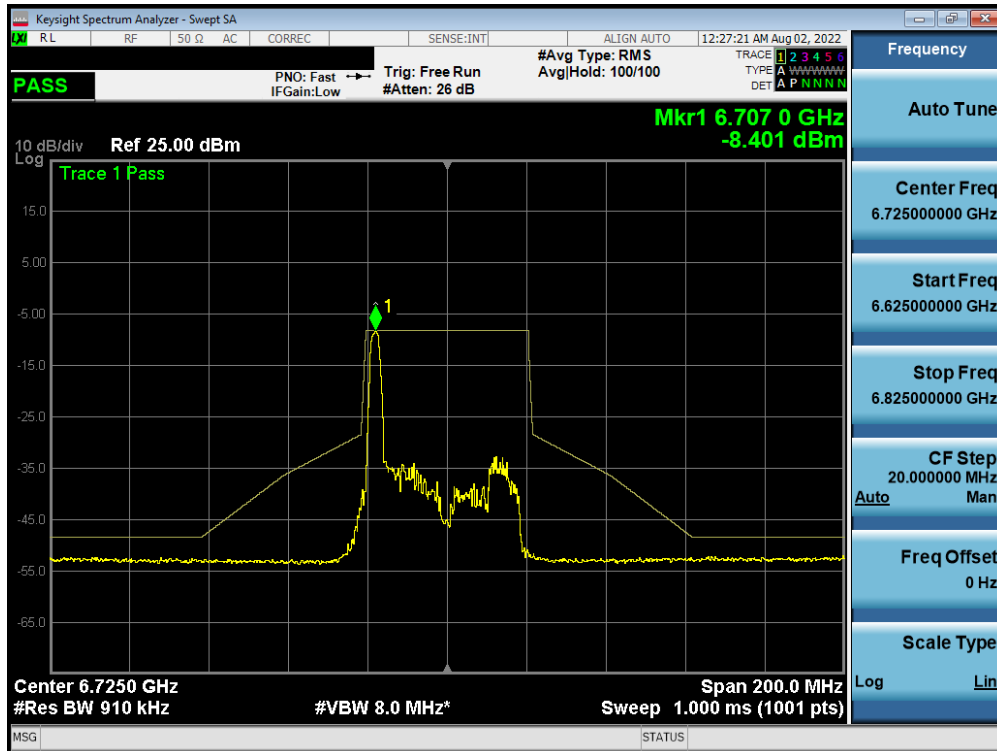 Keysight Spectrum Analyzer - Swept SA
LXI RL RF 50 Ω AC CORREC SENSE:INT ALIGN AUTO 12:27:21 AM Aug 02, 2022
PASS
PNO: Fast
IFGain:Low
Trig: Free Run
#Atten: 26 dB
#Avg Type: RMS
Avg|Hold: 100/100
TRACE 1 2 3 4 5 6
TYPE A WWWWW
DET A P N N N N
Mkr1 6.707 0 GHz
-8.401 dBm
10 dB/div Ref 25.00 dBm
Log
Trace 1 Pass
15.0
5.00
1
-5.00
-15.0
-25.0
-35.0
-45.0
-55.0
-65.0
Center 6.7250 GHz Span 200.0 MHz
#Res BW 910 kHz #VBW 8.0 MHz* Sweep 1.000 ms (1001 pts)
MSG STATUS
Frequency
Auto Tune
Center Freq
6.725000000 GHz
Start Freq
6.625000000 GHz
Stop Freq
6.825000000 GHz
CF Step
20.000000 MHz
Auto Man
Freq Offset
0 Hz
Scale Type
Log Lin